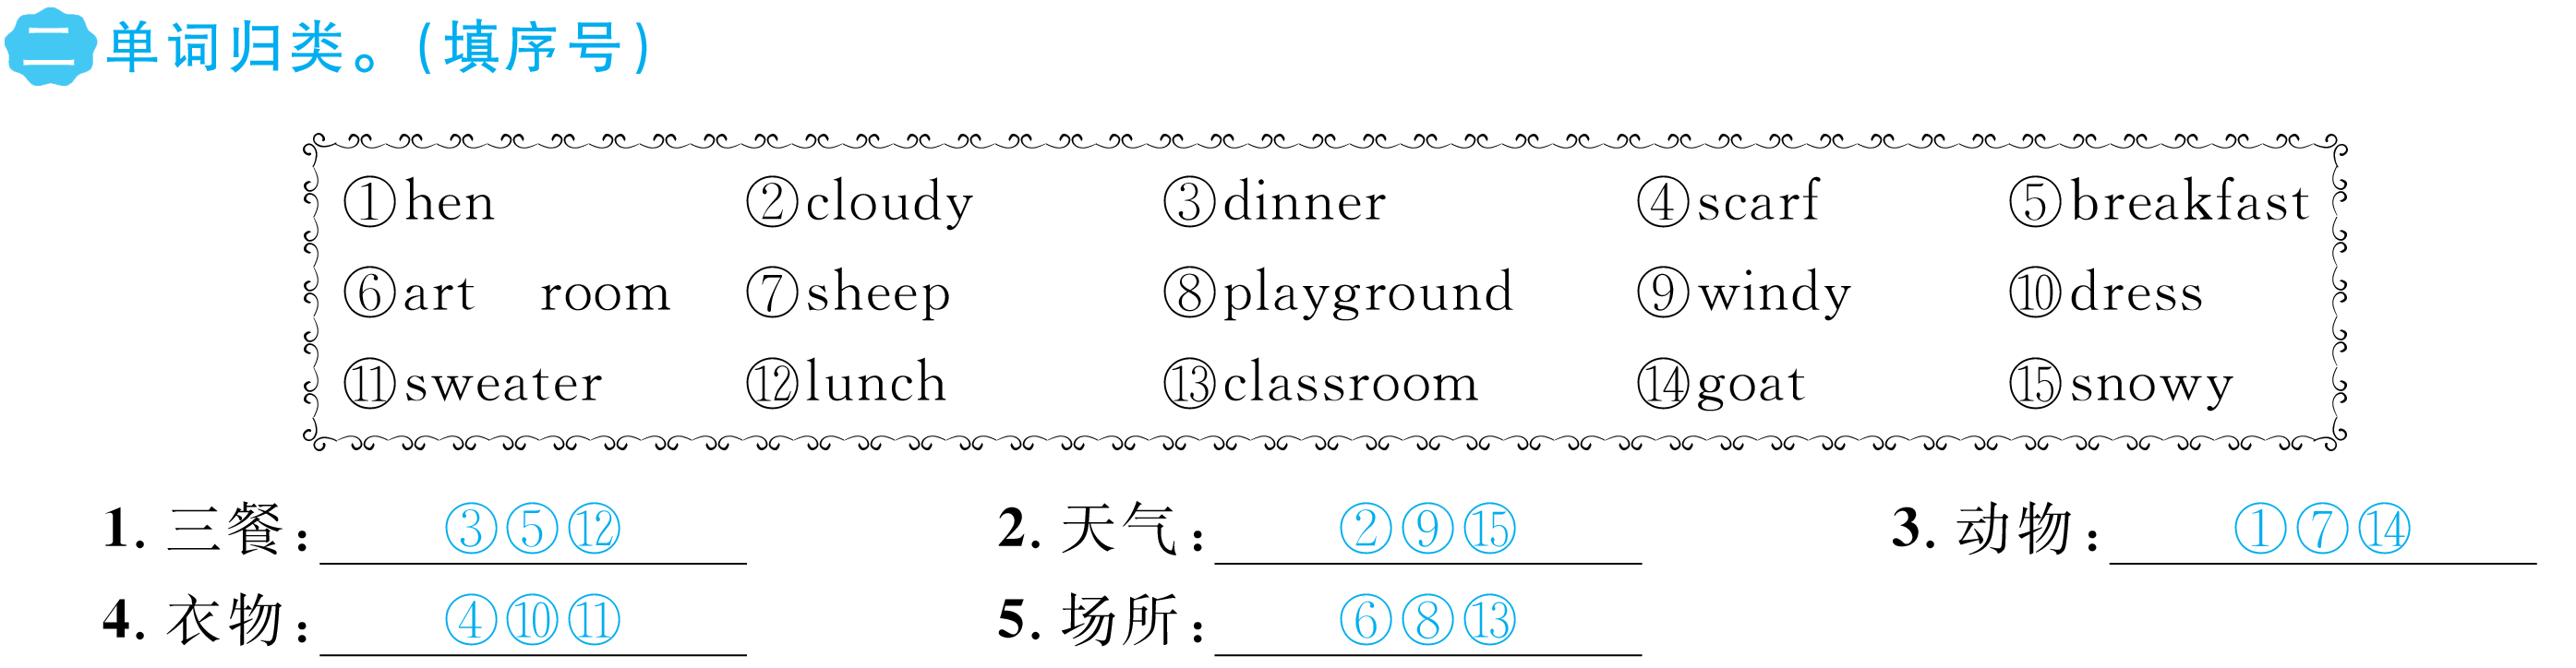 二 单词归类。(填序号)
①hen ②cloudy ③dinner ④scarf ⑤breakfast
⑥art room ⑦sheep ⑧playground ⑨windy ⑩dress
⑪sweater ⑫lunch ⑬classroom ⑭goat ⑮snowy
1. 三餐：③⑤⑫ 2. 天气：②⑨⑮ 3. 动物：①⑦⑭
4. 衣物：④⑩⑪ 5. 场所：⑥⑧⑬